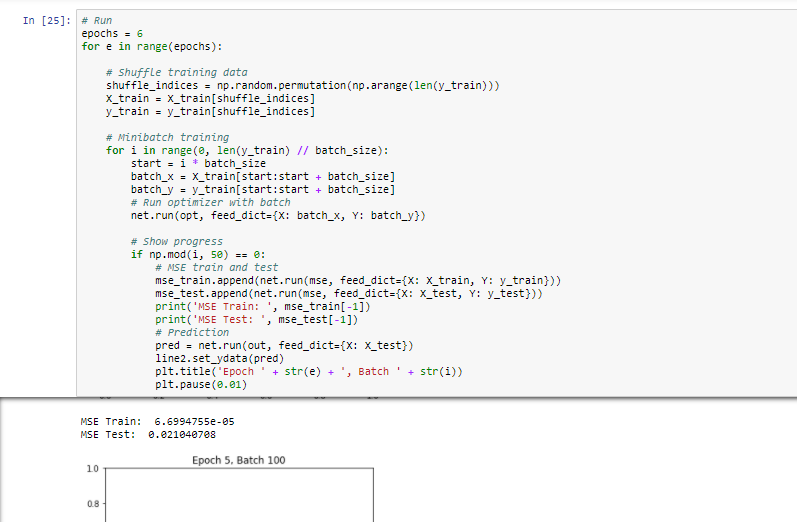 In [25]: # Run
epochs = 6
for e in range(epochs):
# Shuffle training data
shuffle_indices = np.random.permutation(np.arange(len(y_train)))
X_train = X_train[shuffle_indices]
y_train = y_train[shuffle_indices]
# Minibatch training
for i in range(0, len(y_train) // batch_size):
start = i * batch_size
batch_x = X_train[start:start + batch_size]
batch_y = y_train[start:start + batch_size]
# Run optimizer with batch
net.run(opt, feed_dict={X: batch_x, Y: batch_y})
# Show progress
if np.mod(i, 50) == 0:
# MSE train and test
mse_train.append(net.run(mse, feed_dict={X: X_train, Y: y_train}))
mse_test.append(net.run(mse, feed_dict={X: X_test, Y: y_test}))
print('MSE Train: ', mse_train[-1])
print('MSE Test: ', mse_test[-1])
# Prediction
pred = net.run(out, feed_dict={X: X_test})
line2.set_ydata(pred)
plt.title('Epoch ' + str(e) + ', Batch ' + str(i))
plt.pause(0.01)
MSE Train:  6.6994755e-05
MSE Test:  0.021040708
Epoch 5, Batch 100
1.0
0.8